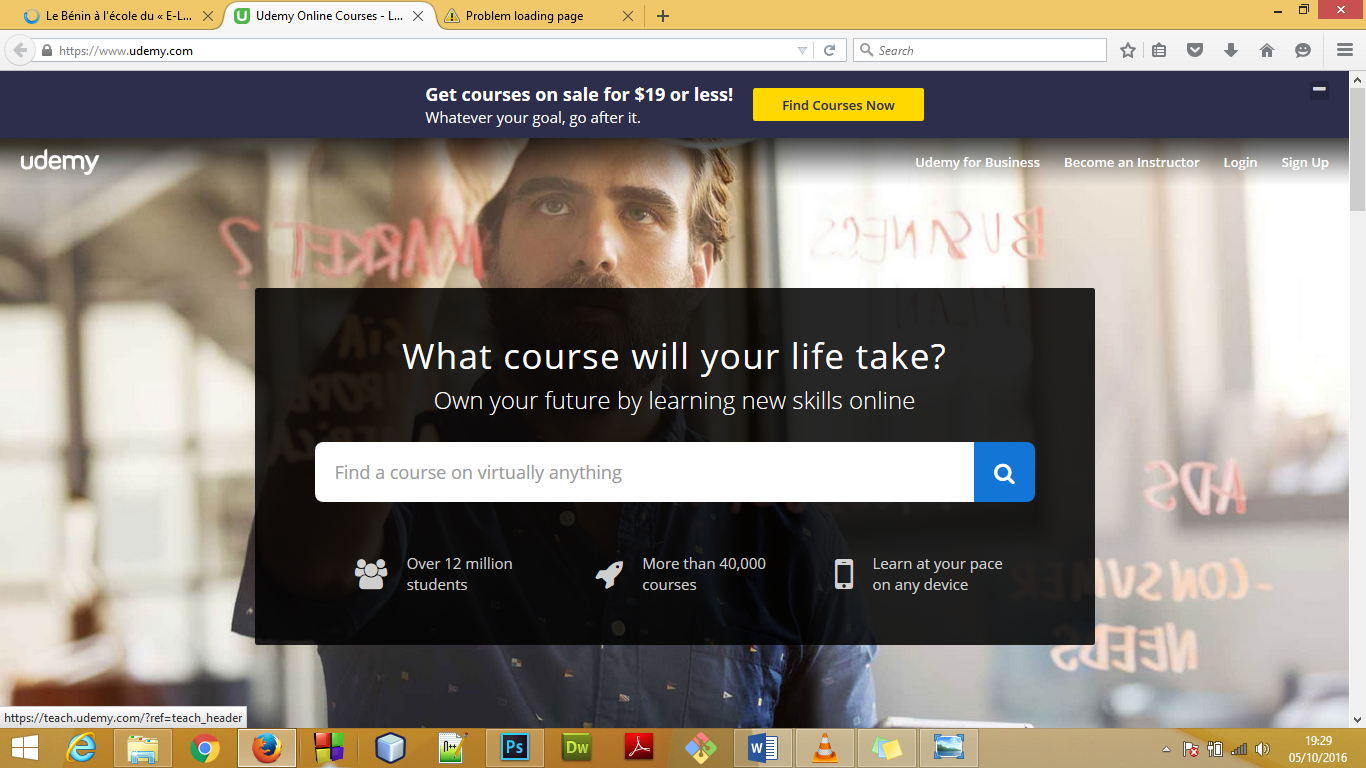 Le Bénin à l'école du « E-L...
Udemy Online Courses - L...
Problem loading page
https://www.udemy.com
Search
Get courses on sale for $19 or less!
Whatever your goal, go after it.
Find Courses Now
udemy
Udemy for Business
Become an Instructor
Login
Sign Up
MARKET?
BUSINECS
PLAN
What course will your life take?
Own your future by learning new skills online
Find a course on virtually anything
ADS
Over 12 million
students
More than 40,000
courses
Learn at your pace
on any device
- CONSUMER
NEEDS
https://teach.udemy.com/?ref=teach_header
N++
Ps
Dw
W
19:29
05/10/2016